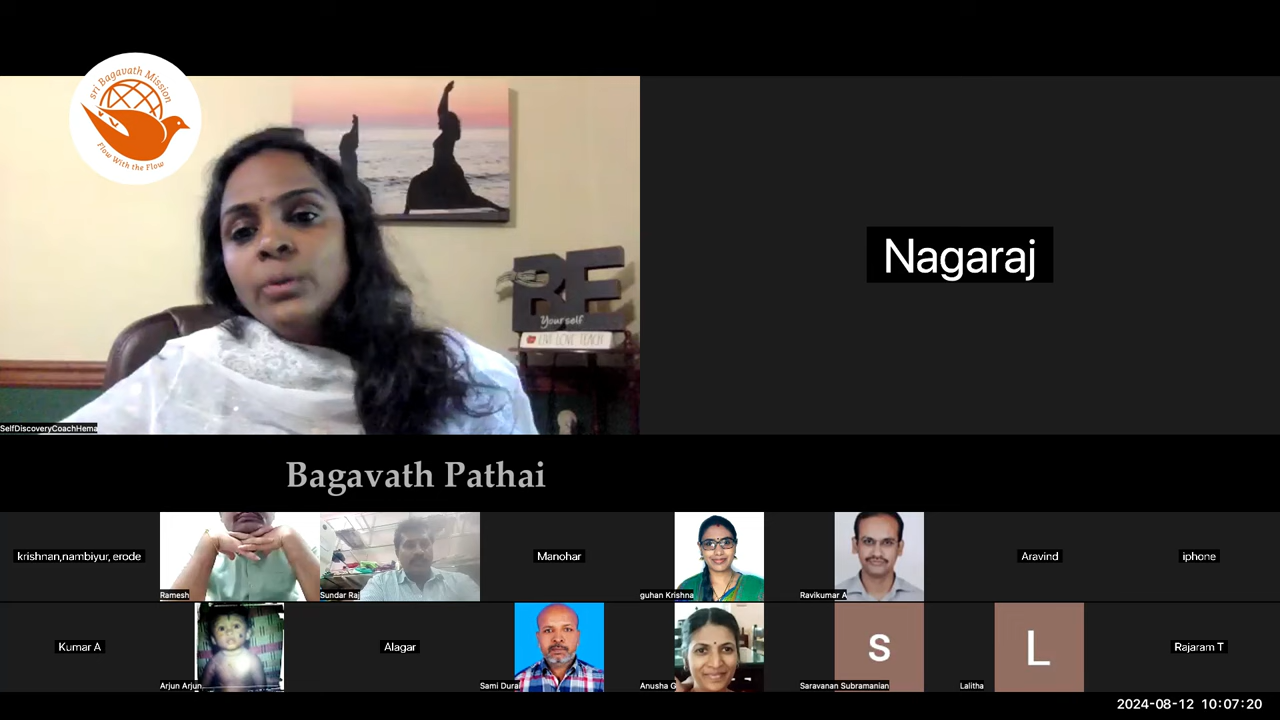 sri Bagavath Mission
Flow With the Flow
BE
Yourself
LIVE LOVE TEACH
SelfDiscoveryCoachHema
Nagaraj
Bagavath Pathai
krishnan,nambiyur, erode
Ramesh
Sundar Raj
Manohar
guhan Krishna
Ravikumar A
Aravind
iphone
Kumar A
Arjun Arjun
Alagar
Sami Durai
Anusha G
S
Saravanan Subramanian
L
Lalitha
Rajaram T
2024-08-12 10:07:20